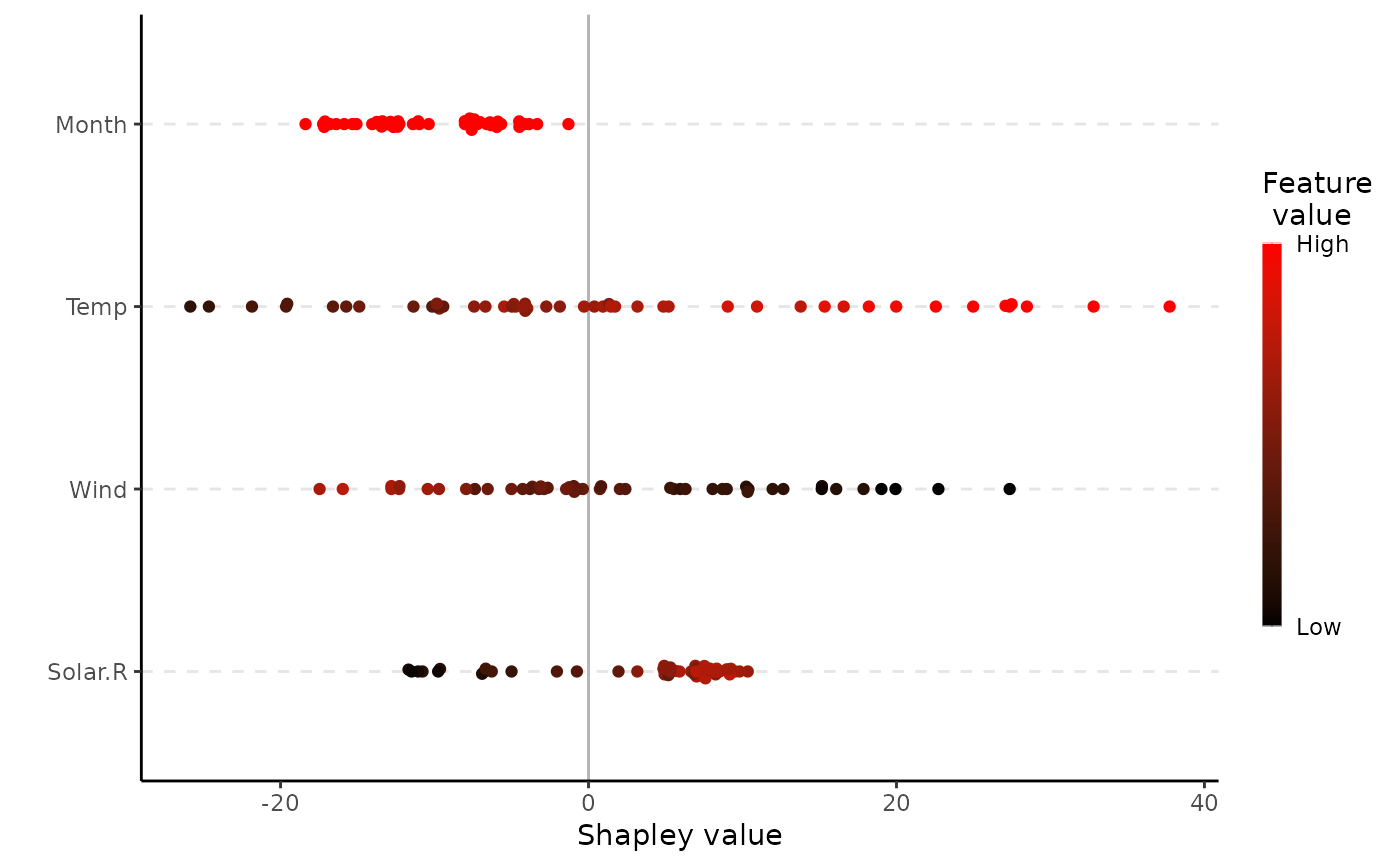 Month
Temp
Wind
Solar.R
-20
0
20
40
Shapley value
Feature
value
High
Low